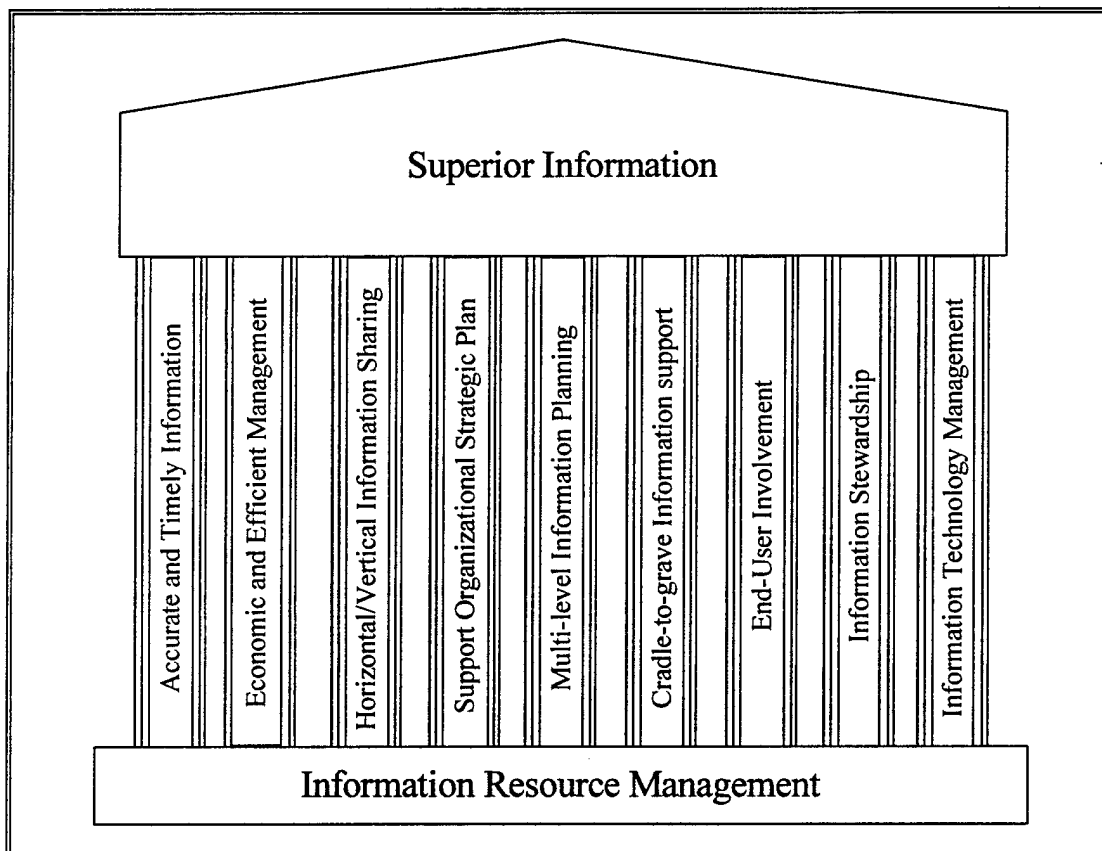 Superior Information
Accurate and Timely Information
Economic and Efficient Management
Horizontal/Vertical Information Sharing
Support Organizational Strategic Plan
Multi-level Information Planning
Cradle-to-grave Information support
End-User Involvement
Information Stewardship
Information Technology Management
Information Resource Management